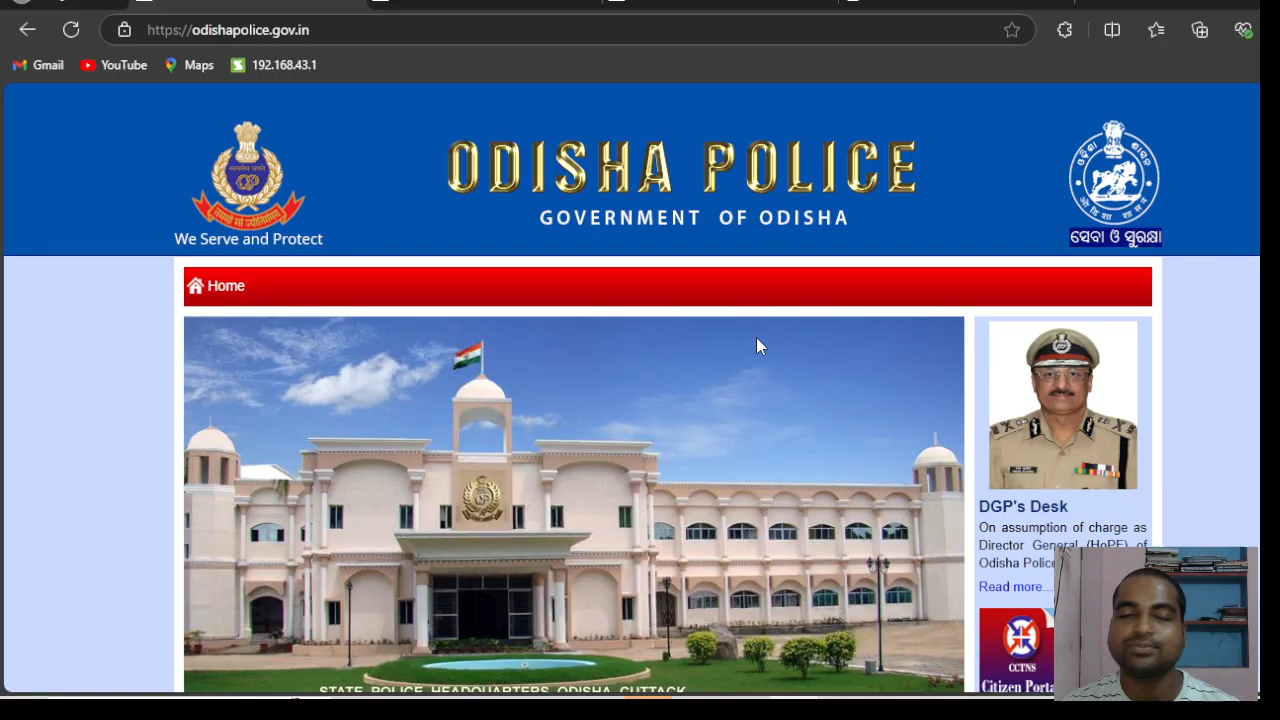 https://odishapolice.gov.in
Gmail YouTube Maps 192.168.43.1
ODISHA POLICE
GOVERNMENT OF ODISHA
We Serve and Protect
ସେବା ଓ ସୁରକ୍ଷା
Home
DGP's Desk
On assumption of charge as
Director General (HoPF) of
Odisha Police
Read more...
CCTNS
Citizen Porta
STATE POLICE HEADQUARTERS, ODISHA, CUTTACK